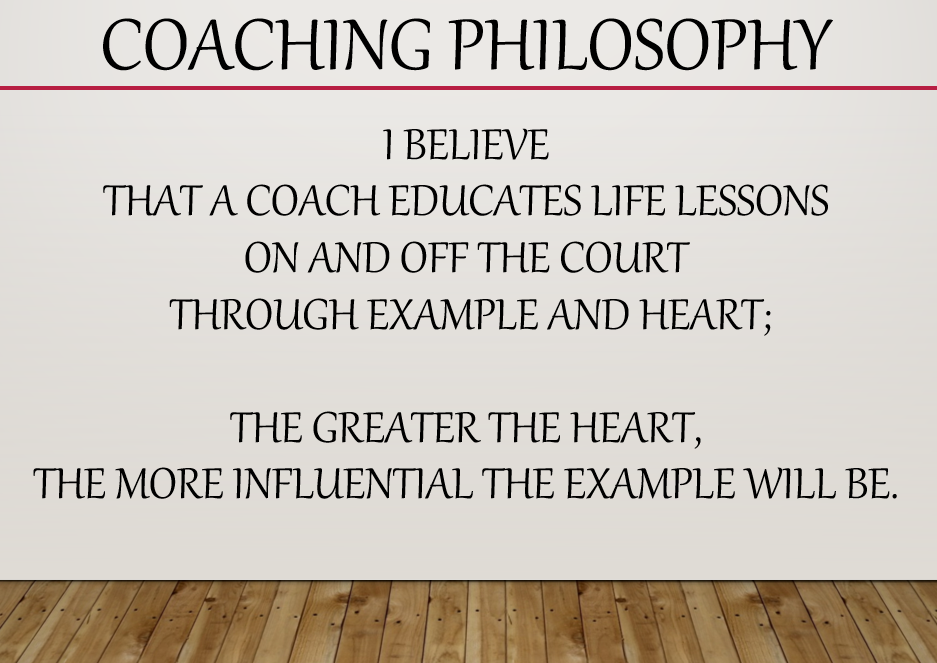 COACHING PHILOSOPHY
I BELIEVE
THAT A COACH EDUCATES LIFE LESSONS
ON AND OFF THE COURT
THROUGH EXAMPLE AND HEART;
THE GREATER THE HEART,
THE MORE INFLUENTIAL THE EXAMPLE WILL BE.